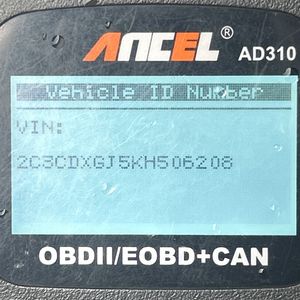 ANCEL®
AD310
Vehicle ID Number
VIN:
2C3CDXGJ5KH506208
OBDII/EOBD+CAN